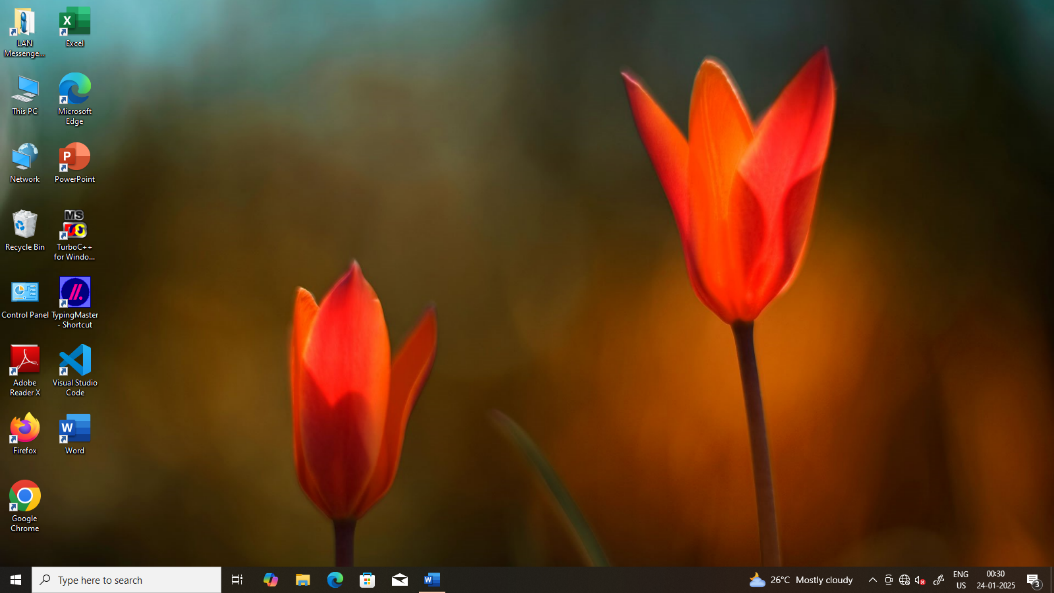 LAN
Messenge...
Excel
This PC
Microsoft
Edge
Network
PowerPoint
Recycle Bin
MS
TurboC++
for Windo...
Control Panel
TypingMaster
- Shortcut
Adobe
Reader X
Visual Studio
Code
Firefox
Word
Google
Chrome
Type here to search
26°C Mostly cloudy
ENG
US
00:30
24-01-2025
3